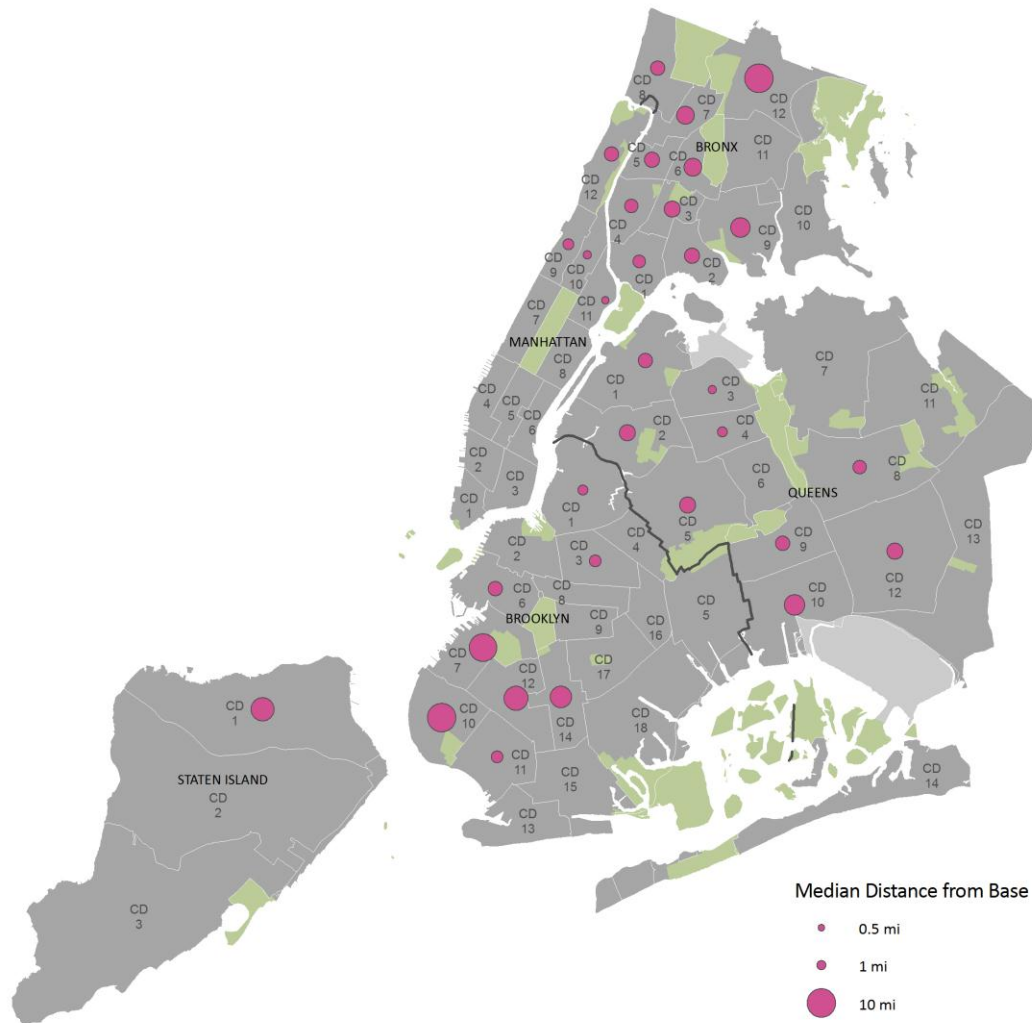 CD
8
CD
7
CD
12
BRONX
CD
11
CD
5
CD
6
CD
12
CD
3
CD
4
CD
9
CD
10
CD
9
CD
10
CD
1
CD
2
CD
11
CD
7
MANHATTAN
CD
8
CD
4
CD
5
CD
6
CD
2
CD
3
CD
1
CD
1
CD
3
CD
7
CD
11
CD
2
CD
4
CD
6
CD
8
QUEENS
CD
5
CD
9
CD
13
CD
12
CD
10
CD
14
CD
1
CD
2
CD
3
CD
4
CD
6
CD
8
BROOKLYN
CD
9
CD
5
CD
16
CD
7
CD
12
CD
17
CD
10
CD
14
CD
18
CD
11
CD
15
CD
13
CD
1
STATEN ISLAND
CD
2
CD
3
Median Distance from Base
0.5 mi
1 mi
10 mi